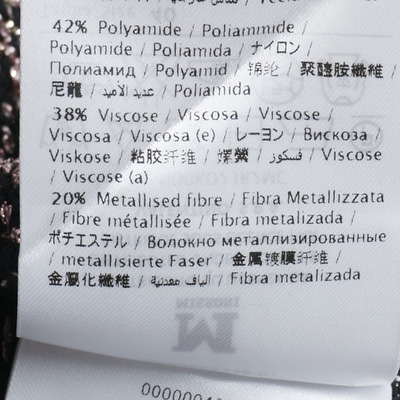 42% Polyamide / Poliammide /
Polyamide / Poliamida / ナイロン /
Полиамид / Polyamid / 锦纶 / 聚醯胺纖維 /
尼龍 / عديد الأميد / Poliamida
38% Viscose / Viscosa / Viscose /
Viscosa / Viscosa (e) / レーヨン / Вискоза /
Viskose / 粘胶纤维 / 嫘縈 / فسكوز / Viscose
/ Viscose (a)
20% Metallised fibre / Fibra Metallizzata
/ Fibre métallisée / Fibra metalizada /
ポチエステル / Волокно металлизированные
/ metallisierte Faser / 金属镀膜纤维 /
金屬化纖維 / ألياف معدنية / Fibra metalizada
MISSONI
M